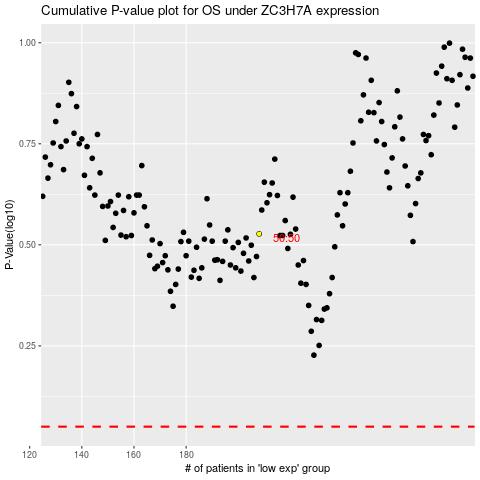 Cumulative P-value plot for OS under ZC3H7A expression
P-Value(log10)
1.00
0.75
0.50
0.25
50:50
120 140 160 180
# of patients in 'low exp' group